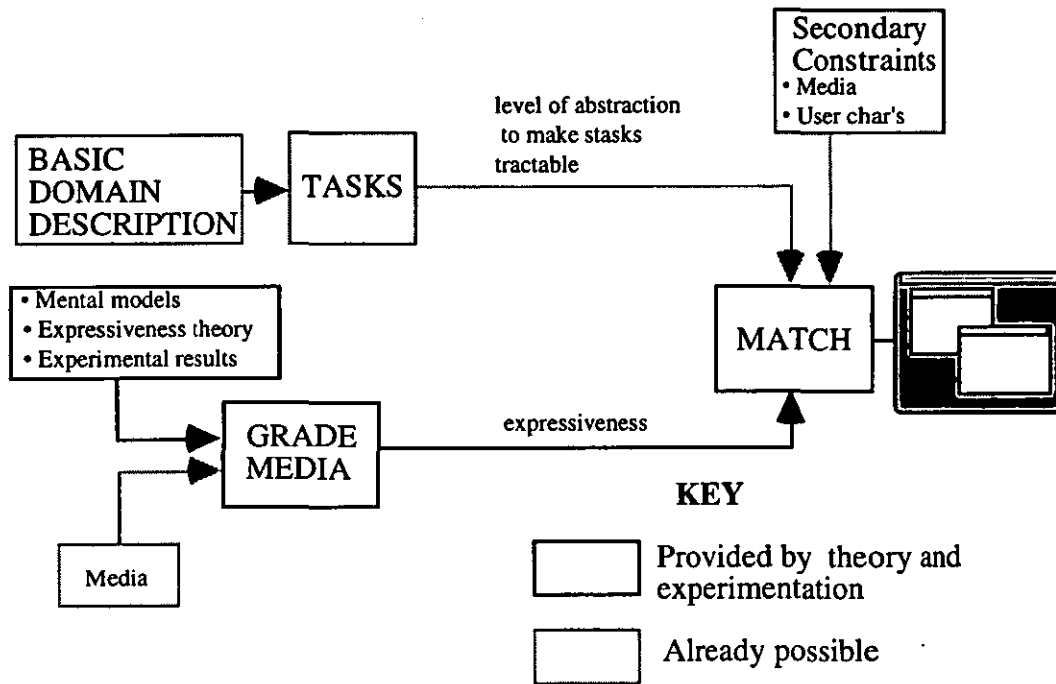 Secondary
Constraints
• Media
• User char's
level of abstraction
to make stasks
tractable
BASIC
DOMAIN
DESCRIPTION
TASKS
• Mental models
• Expressiveness theory
• Experimental results
MATCH
GRADE
MEDIA
expressiveness
Media
KEY
Provided by theory and
experimentation
Already possible